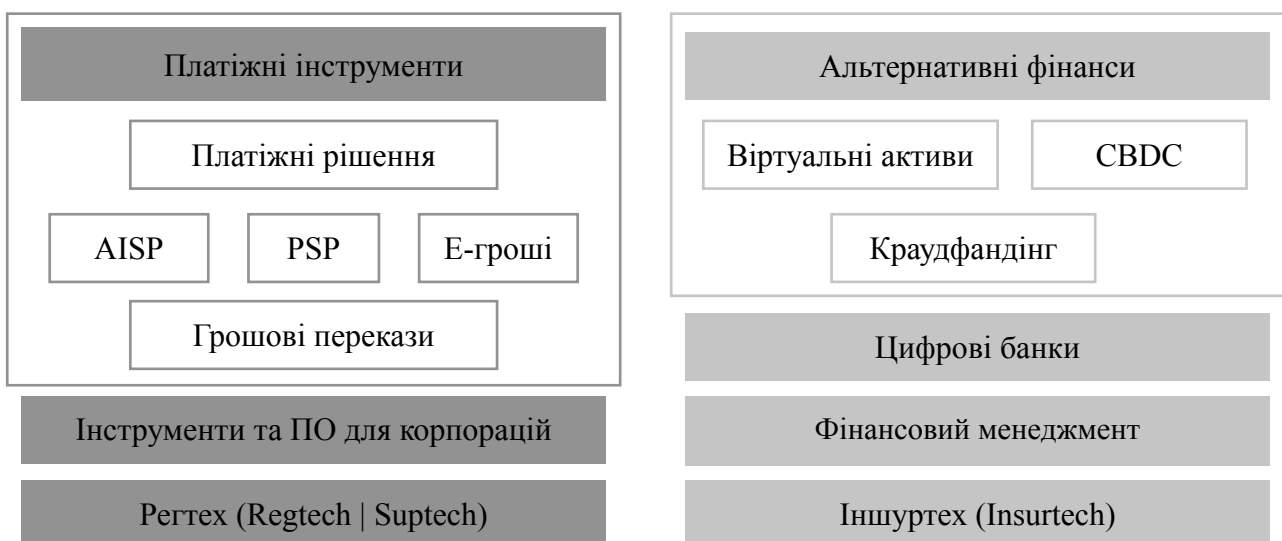 Платіжні інструменти
Платіжні рішення
AISP
PSP
Е-гроші
Грошові перекази
Інструменти та ПО для корпорацій
Регтех (Regtech | Suptech)
Альтернативні фінанси
Віртуальні активи
CBDC
Краудфандінг
Цифрові банки
Фінансовий менеджмент
Іншуртех (Insurtech)